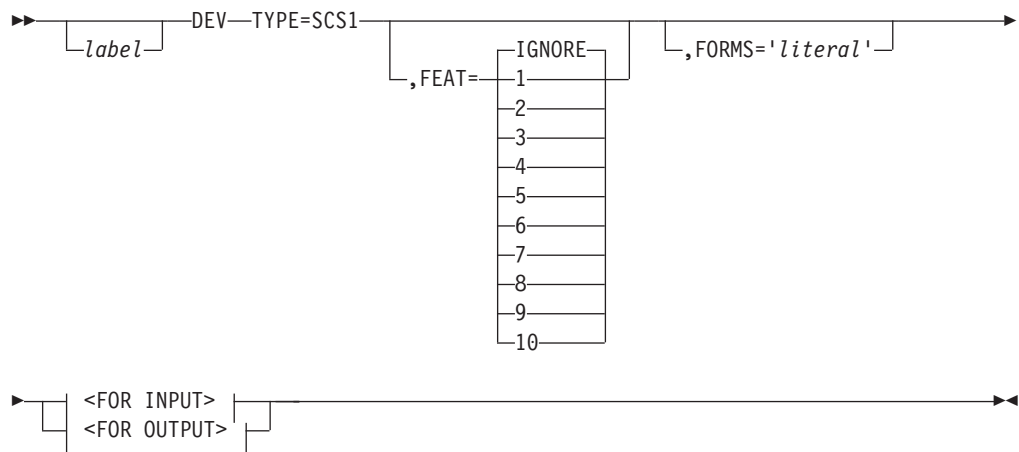 DEV TYPE=SCS1
label
,FEAT=
IGNORE
1
2
3
4
5
6
7
8
9
10
,FORMS='literal'
<FOR INPUT>
<FOR OUTPUT>